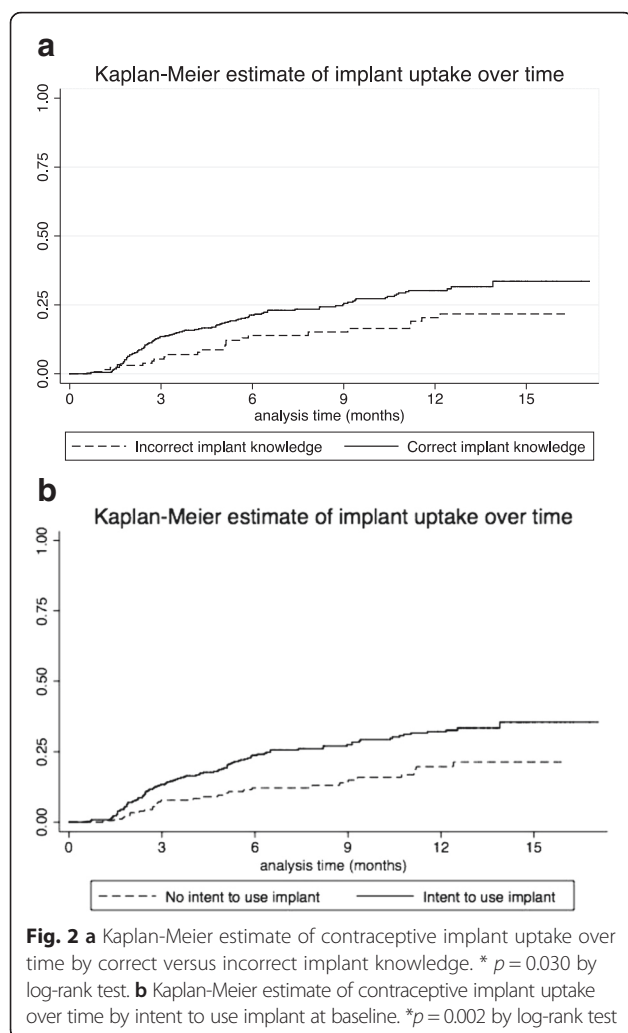 a
Kaplan-Meier estimate of implant uptake over time
1.00
0.75
0.50
0.25
0.00
0 3 6 9 12 15
analysis time (months)
Incorrect implant knowledge Correct implant knowledge
b
Kaplan-Meier estimate of implant uptake over time
1.00
0.75
0.50
0.25
0.00
0 3 6 9 12 15
analysis time (months)
No intent to use implant Intent to use implant
Fig. 2 a Kaplan-Meier estimate of contraceptive implant uptake over
time by correct versus incorrect implant knowledge. * p = 0.030 by
log-rank test. b Kaplan-Meier estimate of contraceptive implant uptake
over time by intent to use implant at baseline. *p = 0.002 by log-rank test